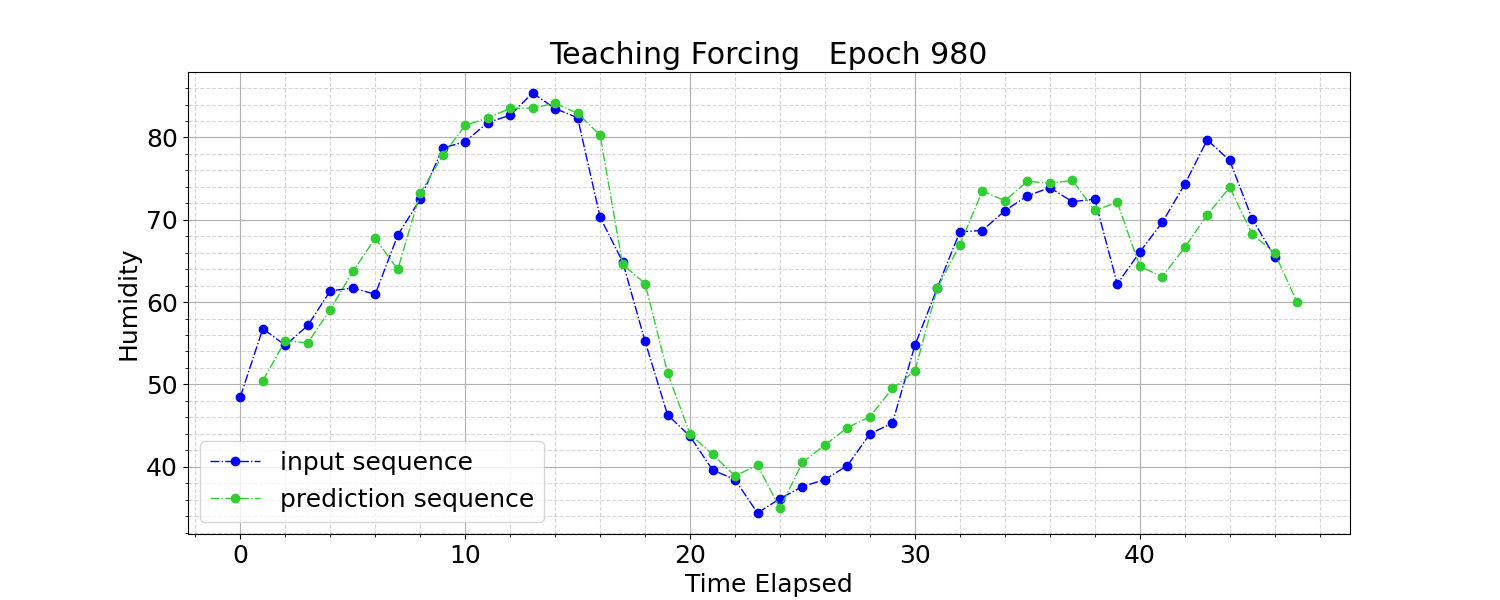 Teaching Forcing   Epoch 980
80
70
60
50
40
Humidity
input sequence
prediction sequence
0 10 20 30 40
Time Elapsed